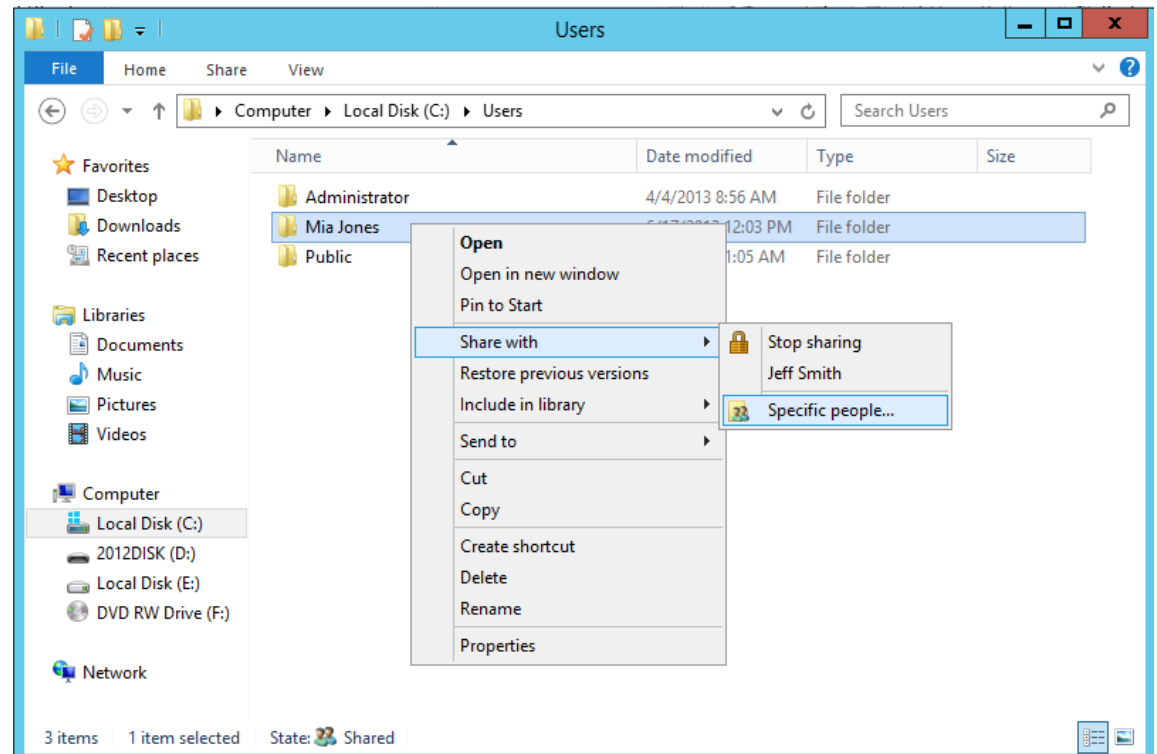 Users
File Home Share View
Computer Local Disk (C:) Users
Search Users
Name Date modified Type Size
Favorites
Desktop
Downloads
Recent places
Libraries
Documents
Music
Pictures
Videos
Computer
Local Disk (C:)
2012DISK (D:)
Local Disk (E:)
DVD RW Drive (F:)
Network
Administrator 4/4/2013 8:56 AM File folder
Mia Jones 12:03 PM File folder
Public 1:05 AM File folder
Open
Open in new window
Pin to Start
Share with
Restore previous versions
Include in library
Send to
Cut
Copy
Create shortcut
Delete
Rename
Properties
Stop sharing
Jeff Smith
Specific people...
3 items 1 item selected State: Shared